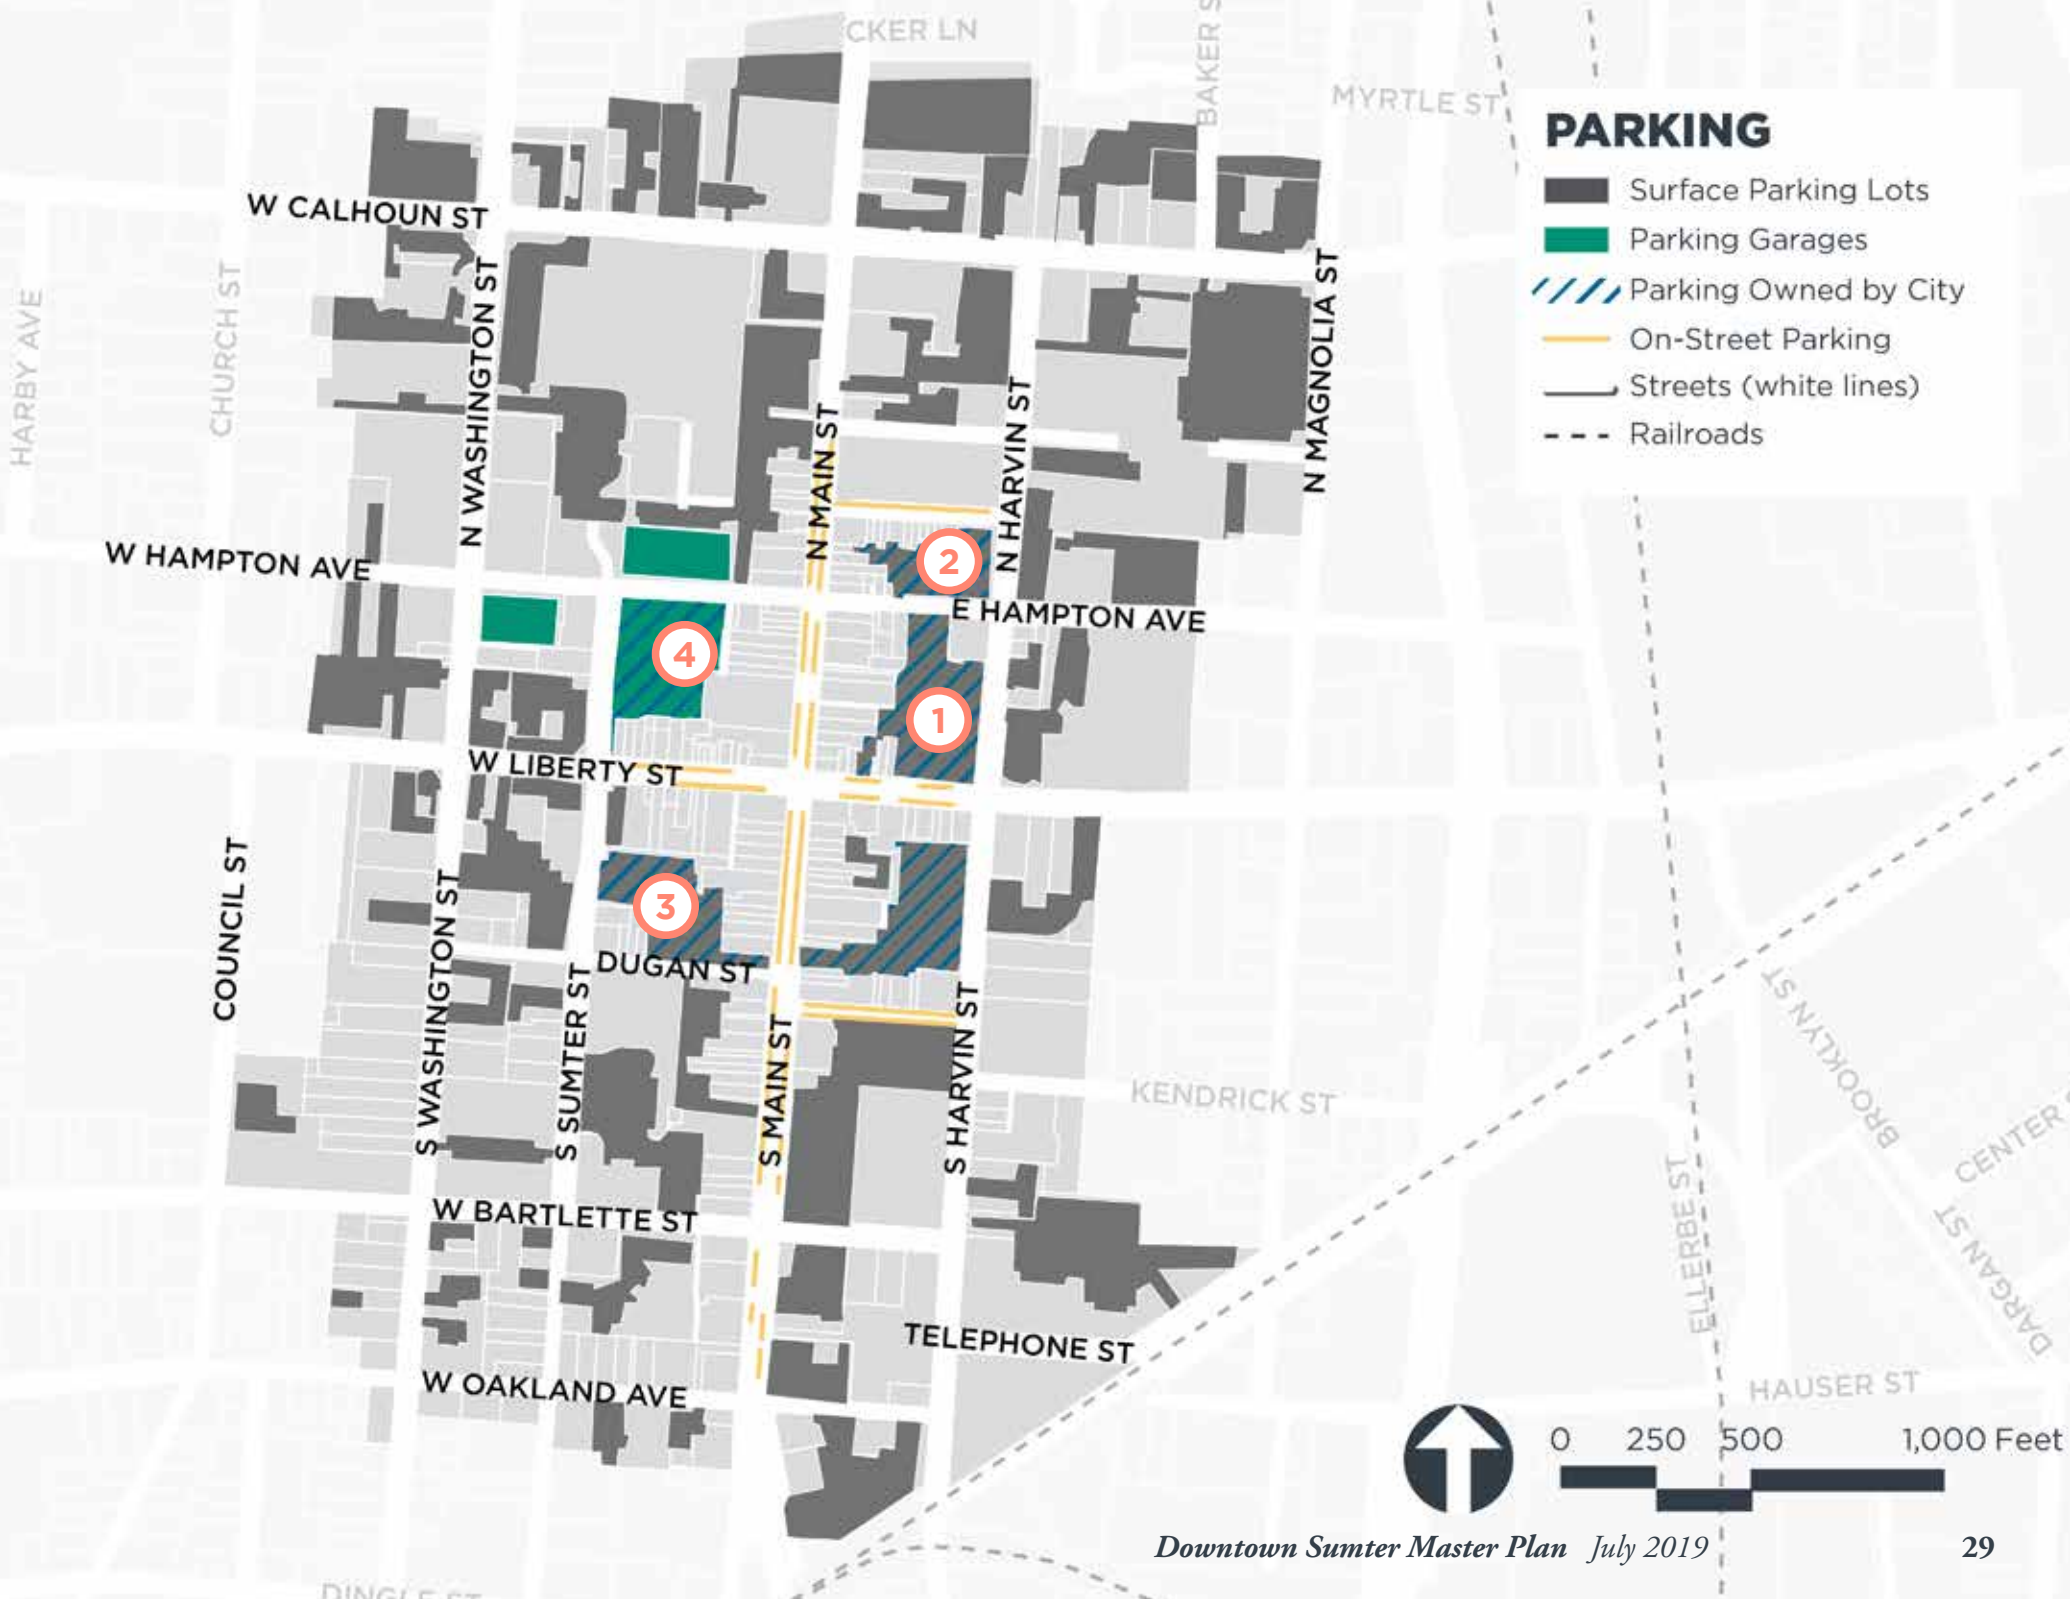 CKER LN
BAKER S
MYRTLE ST
PARKING
Surface Parking Lots
Parking Garages
Parking Owned by City
On-Street Parking
Streets (white lines)
Railroads
W CALHOUN ST
HARBY AVE
CHURCH ST
N WASHINGTON ST
N MAIN ST
N HARVIN ST
N MAGNOLIA ST
W HAMPTON AVE
2
E HAMPTON AVE
4
1
W LIBERTY ST
COUNCIL ST
S WASHINGTON ST
3
DUGAN ST
S SUMTER ST
S MAIN ST
S HARVIN ST
KENDRICK ST
BROOKLYN ST
CENTER
ELLERBE ST
DARGAN ST
W BARTLETTE ST
TELEPHONE ST
W OAKLAND AVE
HAUSER ST
0 250 500 1,000 Feet
Downtown Sumter Master Plan July 2019 29